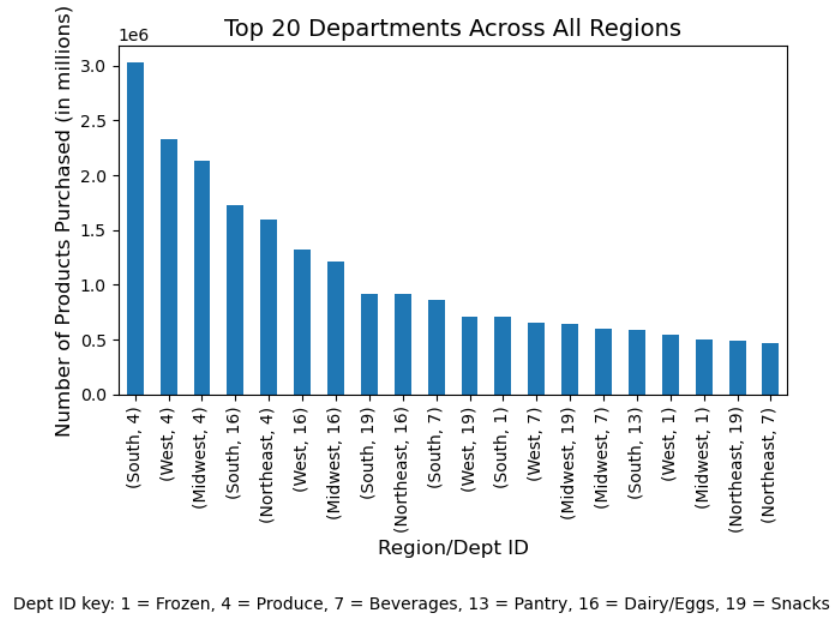 Top 20 Departments Across All Regions
1e6
Number of Products Purchased (in millions)
3.0
2.5
2.0
1.5
1.0
0.5
0.0
(South, 4)
(West, 4)
(Midwest, 4)
(South, 16)
(Northeast, 4)
(West, 16)
(Midwest, 16)
(South, 19)
(Northeast, 16)
(South, 7)
(West, 19)
(South, 1)
(West, 7)
(Midwest, 19)
(Midwest, 7)
(South, 13)
(West, 1)
(Midwest, 1)
(Northeast, 19)
(Northeast, 7)
Region/Dept ID
Dept ID key: 1 = Frozen, 4 = Produce, 7 = Beverages, 13 = Pantry, 16 = Dairy/Eggs, 19 = Snacks